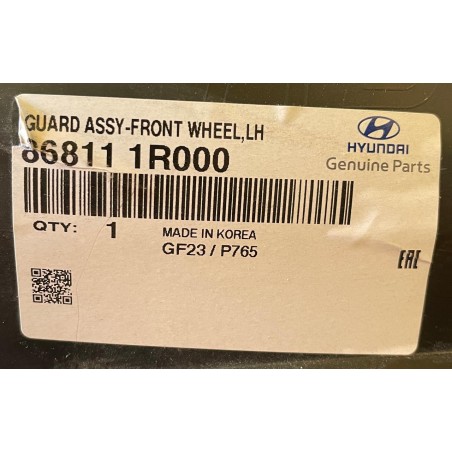 GUARD ASSY-FRONT WHEEL,LH
86811 1R000
HYUNDAI
Genuine Parts
QTY: 1
MADE IN KOREA
GF23 / P765
EAC